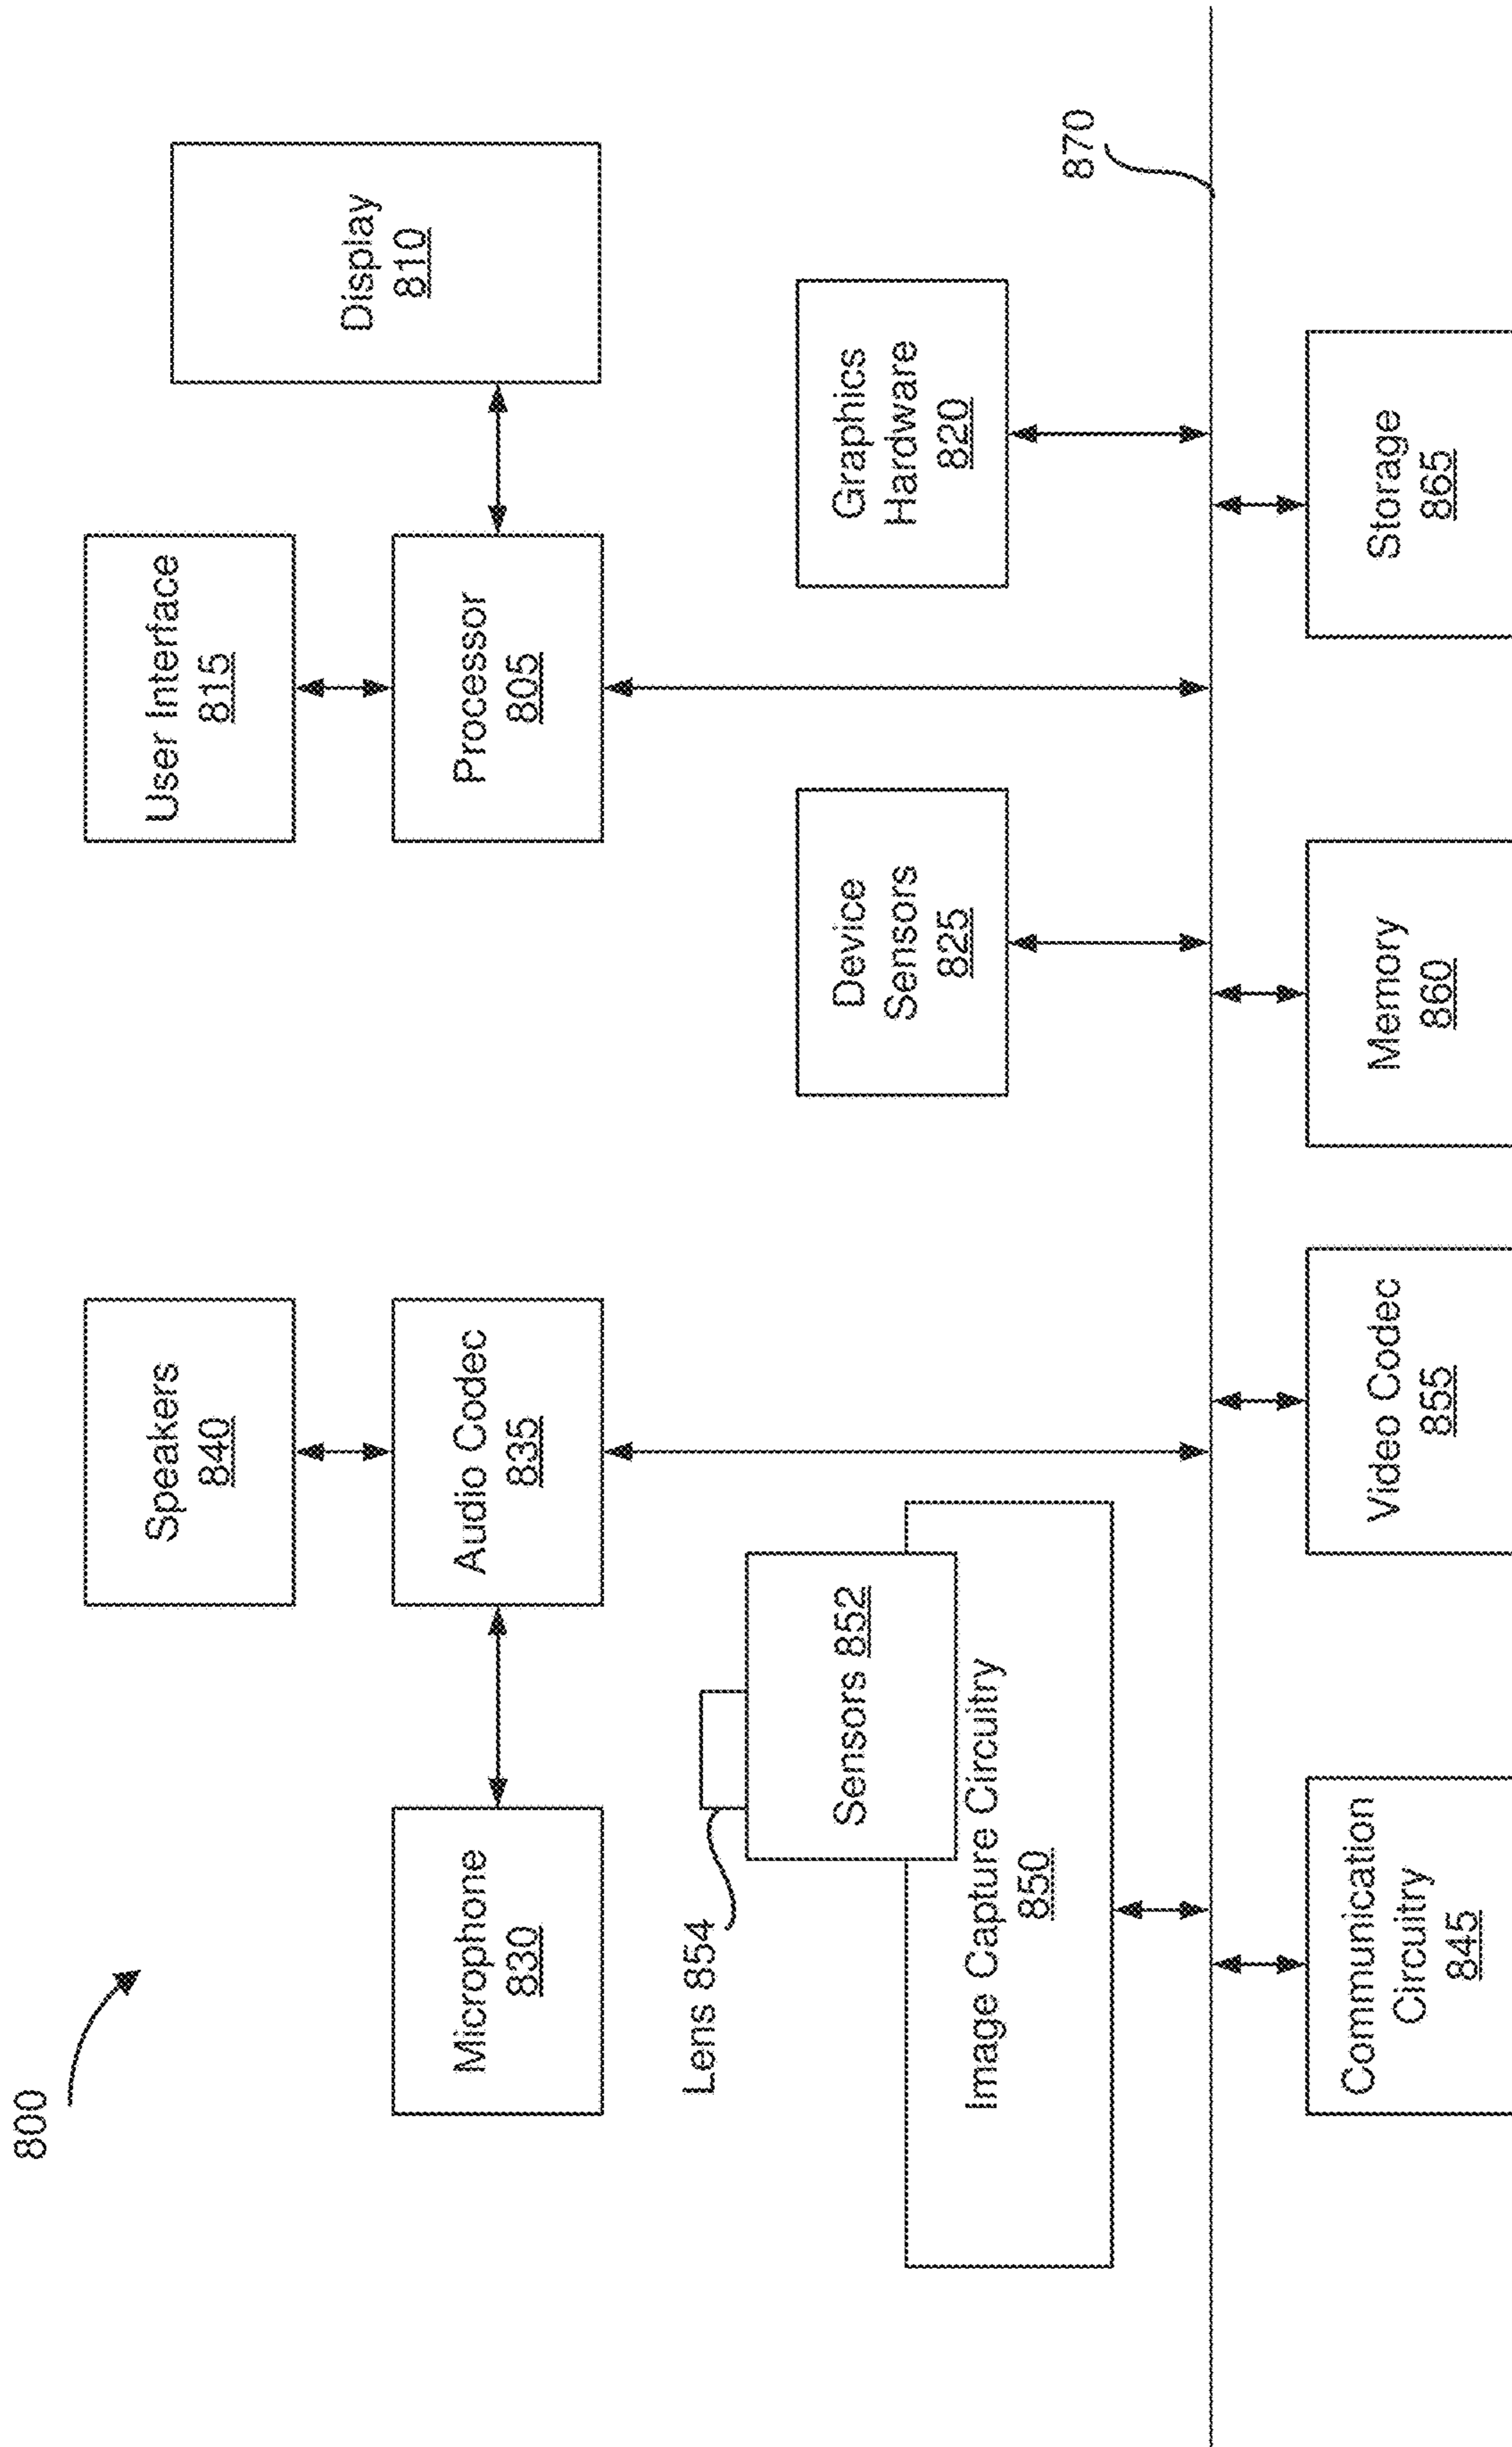 800
Speakers
840
User Interface
815
Display
810
Microphone
830
Audio Codec
835
Processor
805
Lens 854
Sensors 852
Image Capture Circuitry
850
Device
Sensors
825
Graphics
Hardware
820
870
Communication
Circuitry
845
Video Codec
855
Memory
860
Storage
865